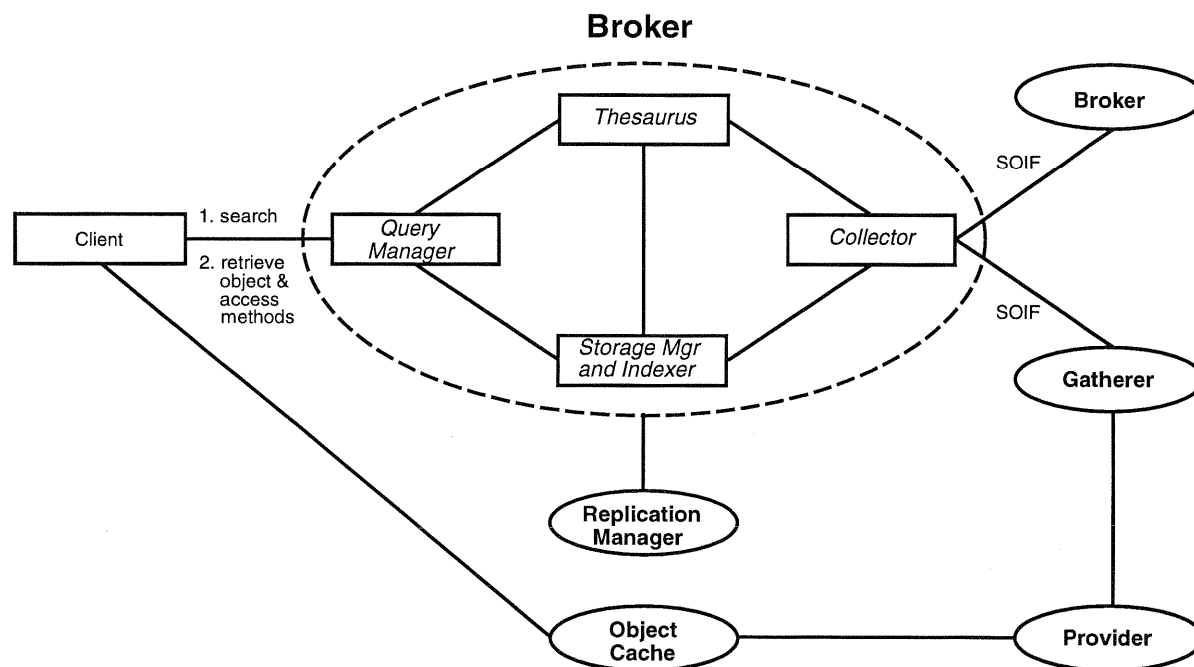 Broker
Thesaurus
Broker
SOIF
1. search
Client
Query
Manager
Collector
2. retrieve
object &
access
methods
SOIF
Storage Mgr
and Indexer
Gatherer
Replication
Manager
Object
Cache
Provider